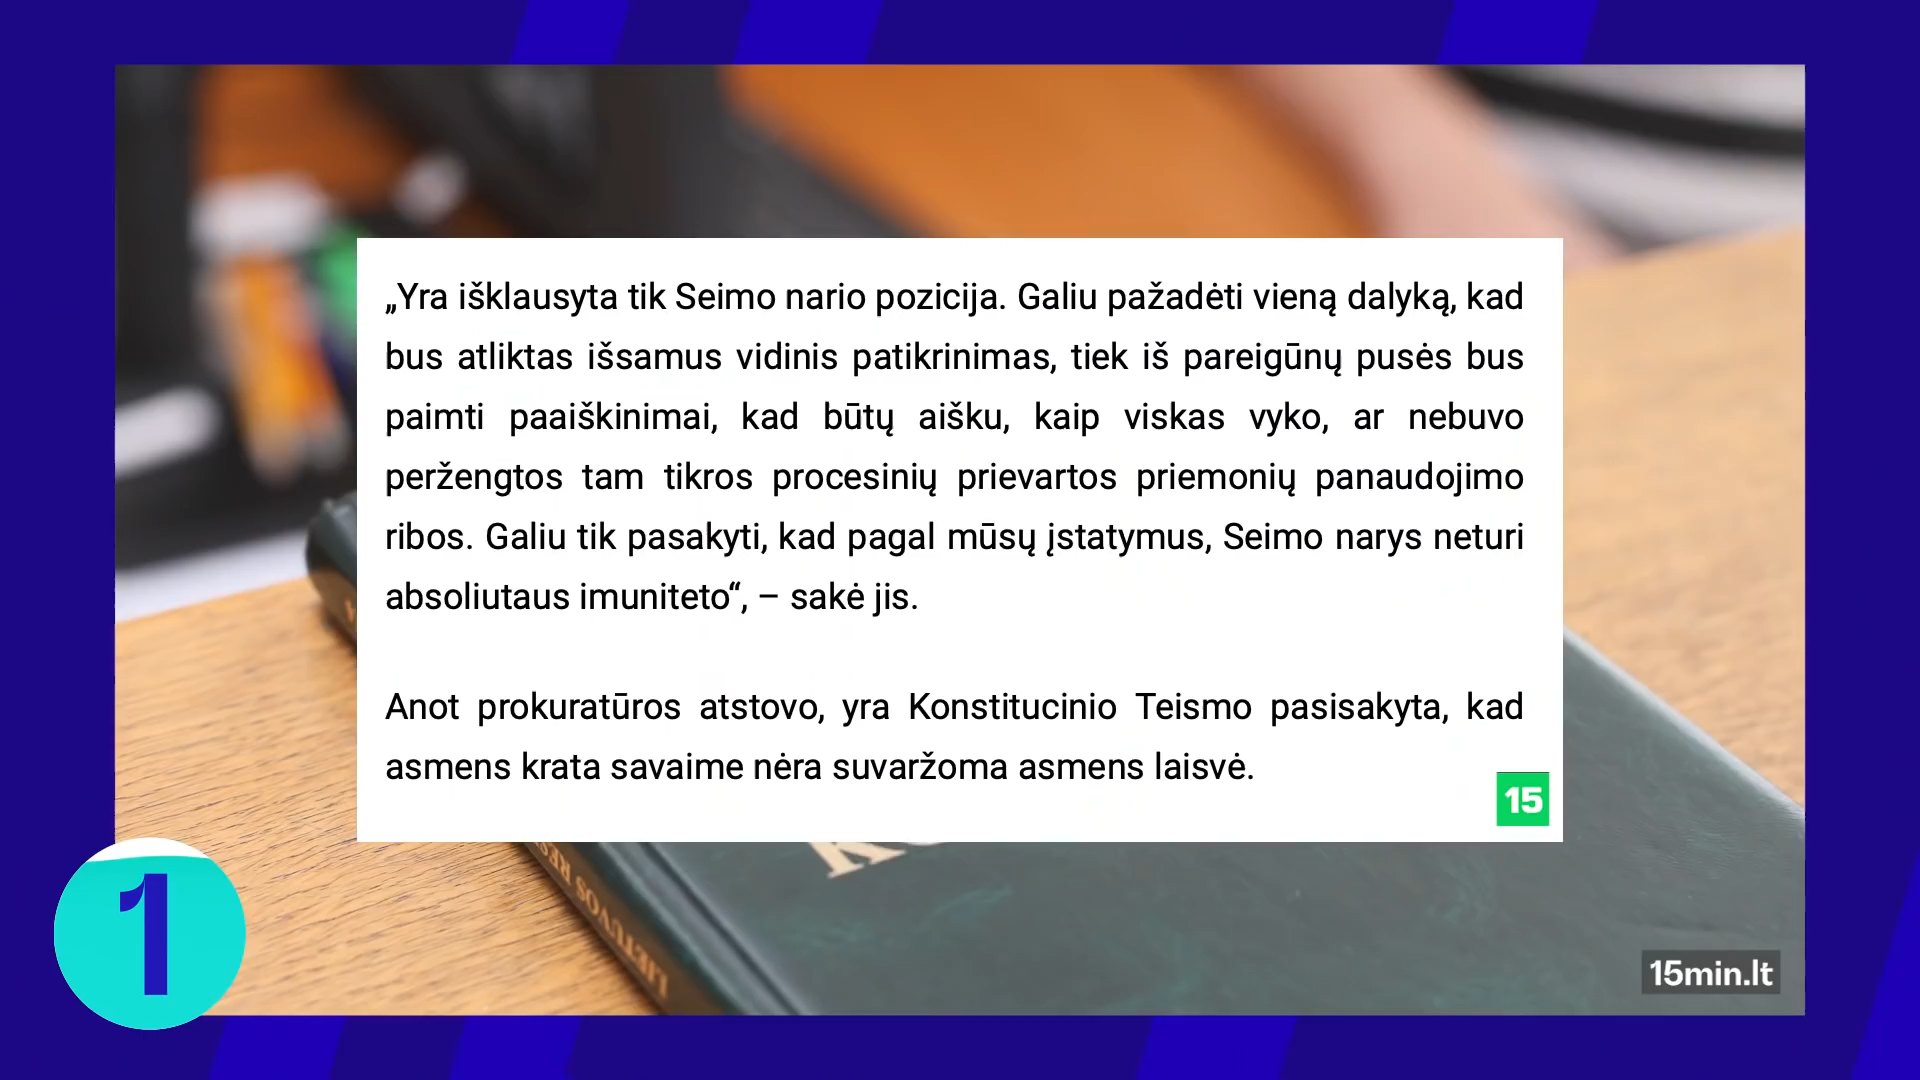 „Yra išklausyta tik Seimo nario pozicija. Galiu pažadėti vieną dalyką, kad
bus atliktas išsamus vidinis patikrinimas, tiek iš pareigūnų pusės bus
paimti paaiškinimai, kad būtų aišku, kaip viskas vyko, ar nebuvo
peržengtos tam tikros procesinių prievartos priemonių panaudojimo
ribos. Galiu tik pasakyti, kad pagal mūsų įstatymus, Seimo narys neturi
absoliutaus imuniteto“, – sakė jis.
Anot prokuratūros atstovo, yra Konstitucinio Teismo pasisakyta, kad
asmens krata savaime nėra suvaržoma asmens laisvė.
15
LIETUVOS RES
1
15min.lt